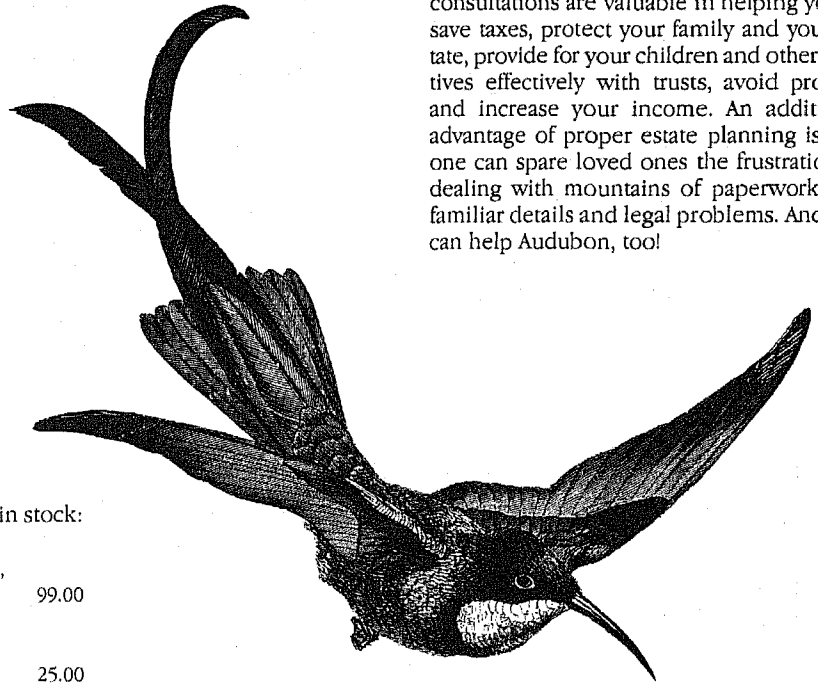 consultations are valuable in helping yo
save taxes, protect your family and you
tate, provide for your children and other
tives effectively with trusts, avoid pro
and increase your income. An addit
advantage of proper estate planning is
one can spare loved ones the frustratio
dealing with mountains of paperwork
familiar details and legal problems. And
can help Audubon, too!
in stock:
,
99.00
25.00